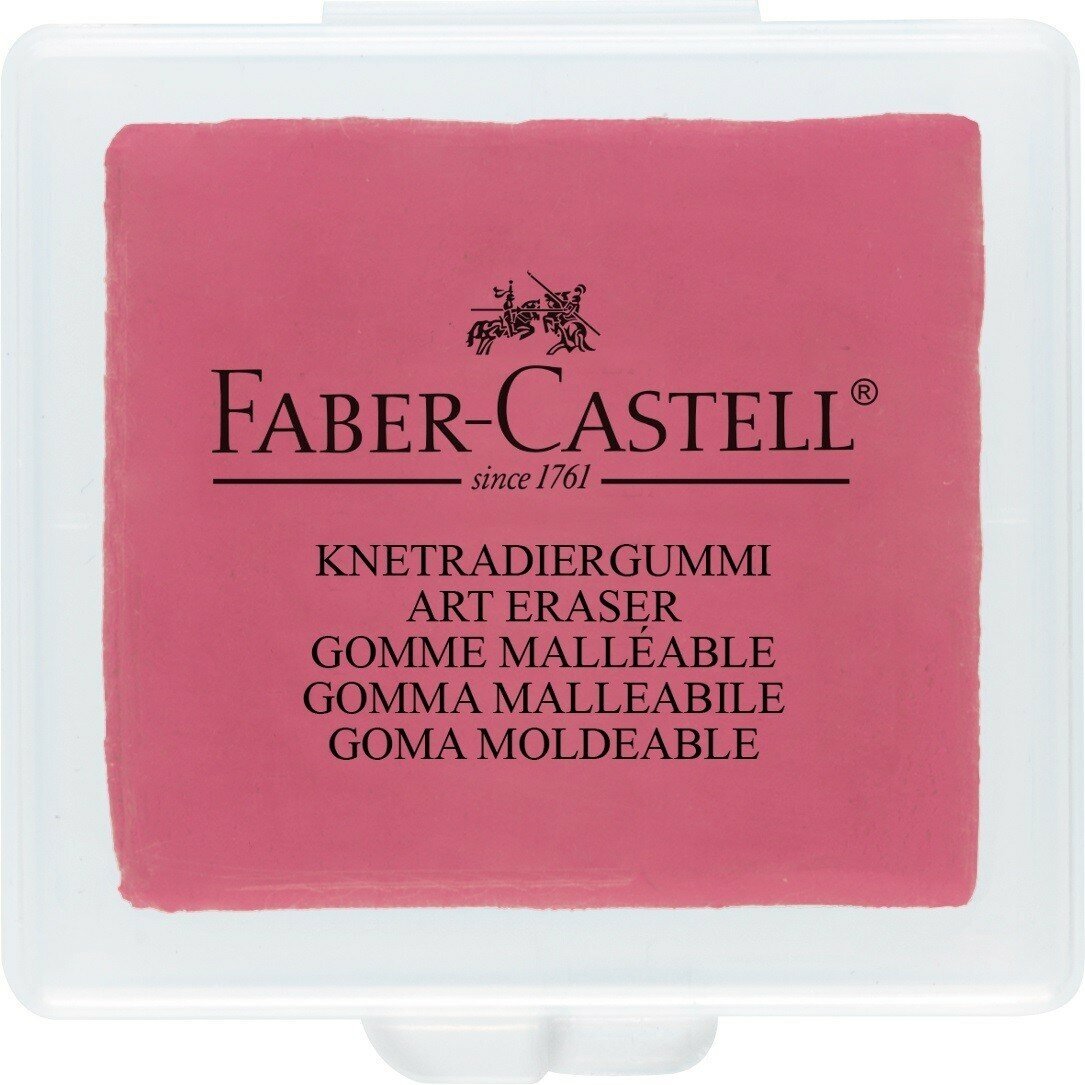 FABER-CASTELL®
since 1761
KNETRADIERGUMMI
ART ERASER
GOMME MALLÉABLE
GOMMA MALLEABILE
GOMA MOLDEABLE